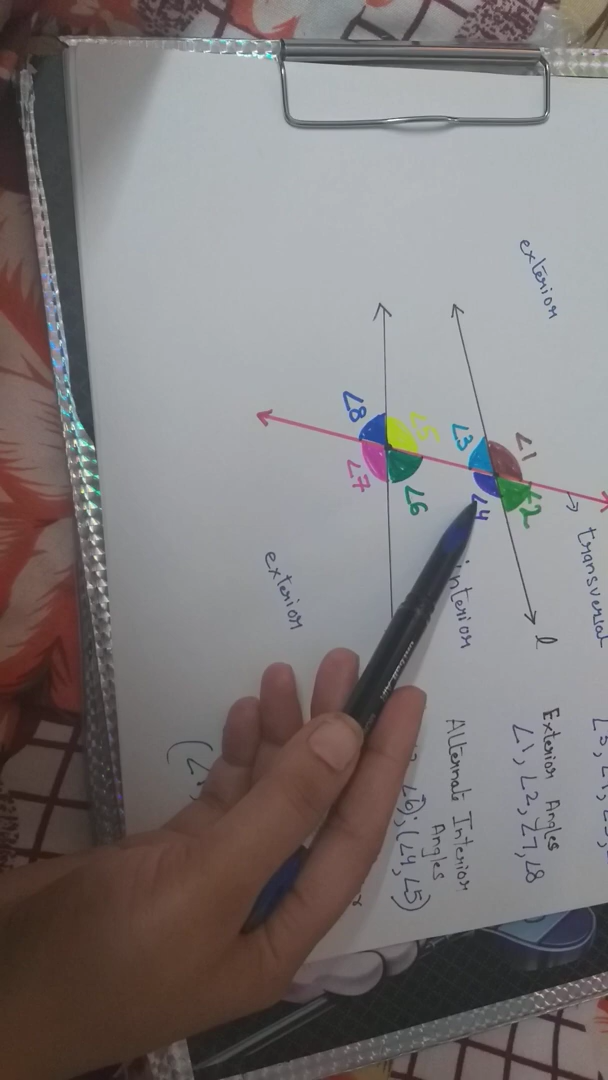 exterior
∠1
∠2
∠3
∠4
∠5
∠6
∠7
∠8
transversal
l
interior
exterior
Exterior Angles
∠1, ∠2, ∠7, ∠8
Alternate Interior
Angles
∠6); (∠4, ∠5)